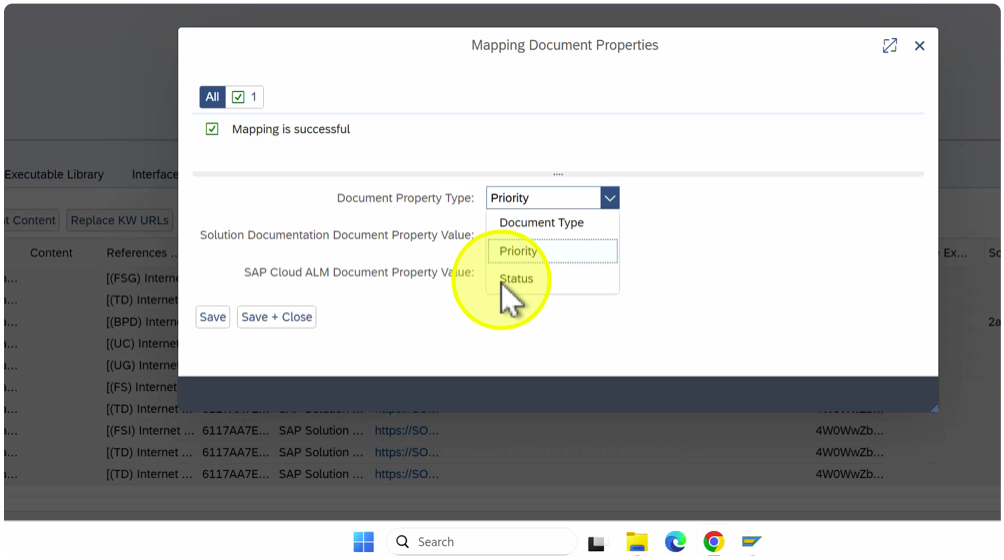 Mapping Document Properties
All 1
Mapping is successful
Executable Library Interface
Document Property Type: Priority
Document Type
Priority
Status
Solution Documentation Document Property Value:
SAP Cloud ALM Document Property Value:
Save Save + Close
t Content Replace KW URLs
Content References ... Ex... So
[(FSG) Interne
[(TD) Interne
[(BPD) Intern 2a
[(UC) Interne
[(UG) Interne
[(FS) Internet
[(TD) Internet
[(FSI) Internet ... 6117AA7E... SAP Solution ... https://SO... 4W0WwZb...
[(TD) Internet ... 6117AA7E... SAP Solution ... https://SO... 4W0WwZb...
[(TD) Internet ... 6117AA7E... SAP Solution ... https://SO... 4W0WwZb...
Search